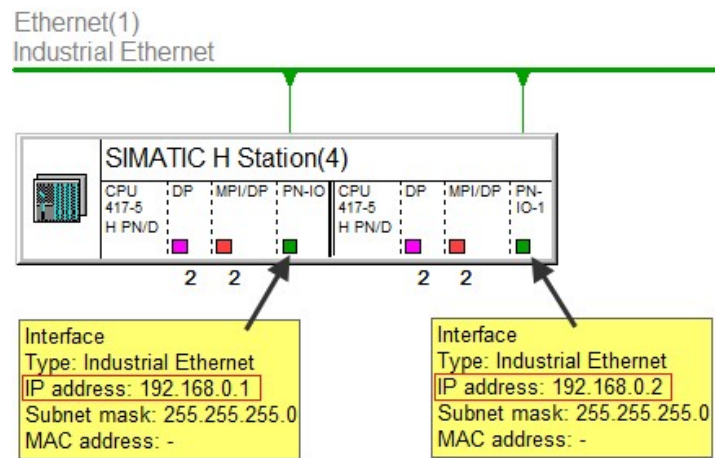 Ethernet(1)
Industrial Ethernet
SIMATIC H Station(4)
CPU 417-5 H PN/D
DP
MPI/DP
PN-IO
CPU 417-5 H PN/D
DP
MPI/DP
PN-IO-1
2 2 2 2
Interface
Type: Industrial Ethernet
IP address: 192.168.0.1
Subnet mask: 255.255.255.0
MAC address: -
Interface
Type: Industrial Ethernet
IP address: 192.168.0.2
Subnet mask: 255.255.255.0
MAC address: -